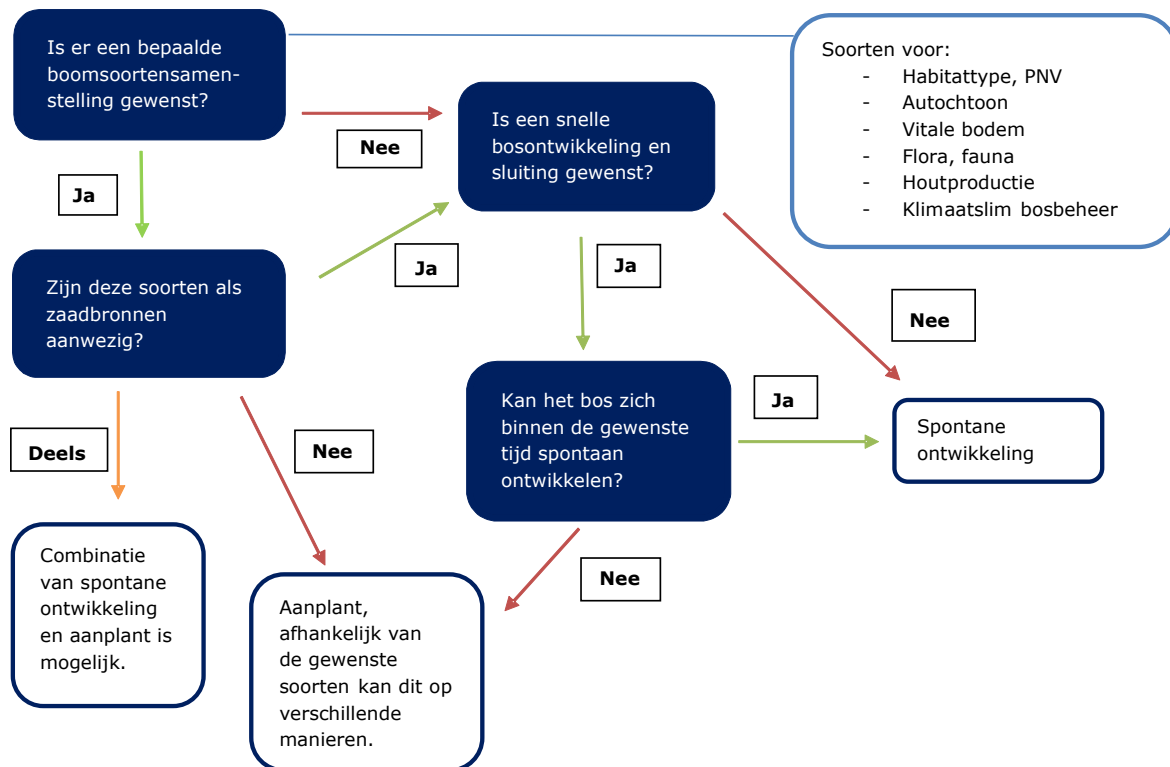 Is er een bepaalde
boomsoortensamen-
stelling gewenst?
Soorten voor:
- Habitattype, PNV
- Autochtoon
- Vitale bodem
- Flora, fauna
- Houtproductie
- Klimaatslim bosbeheer
Nee
Is een snelle
bosontwikkeling en
sluiting gewenst?
Ja
Zijn deze soorten als
zaadbronnen
aanwezig?
Ja
Ja
Nee
Kan het bos zich
binnen de gewenste
tijd spontaan
ontwikkelen?
Ja
Spontane
ontwikkeling
Deels
Nee
Combinatie
van spontane
ontwikkeling
en aanplant is
mogelijk.
Nee
Aanplant,
afhankelijk van
de gewenste
soorten kan dit op
verschillende
manieren.